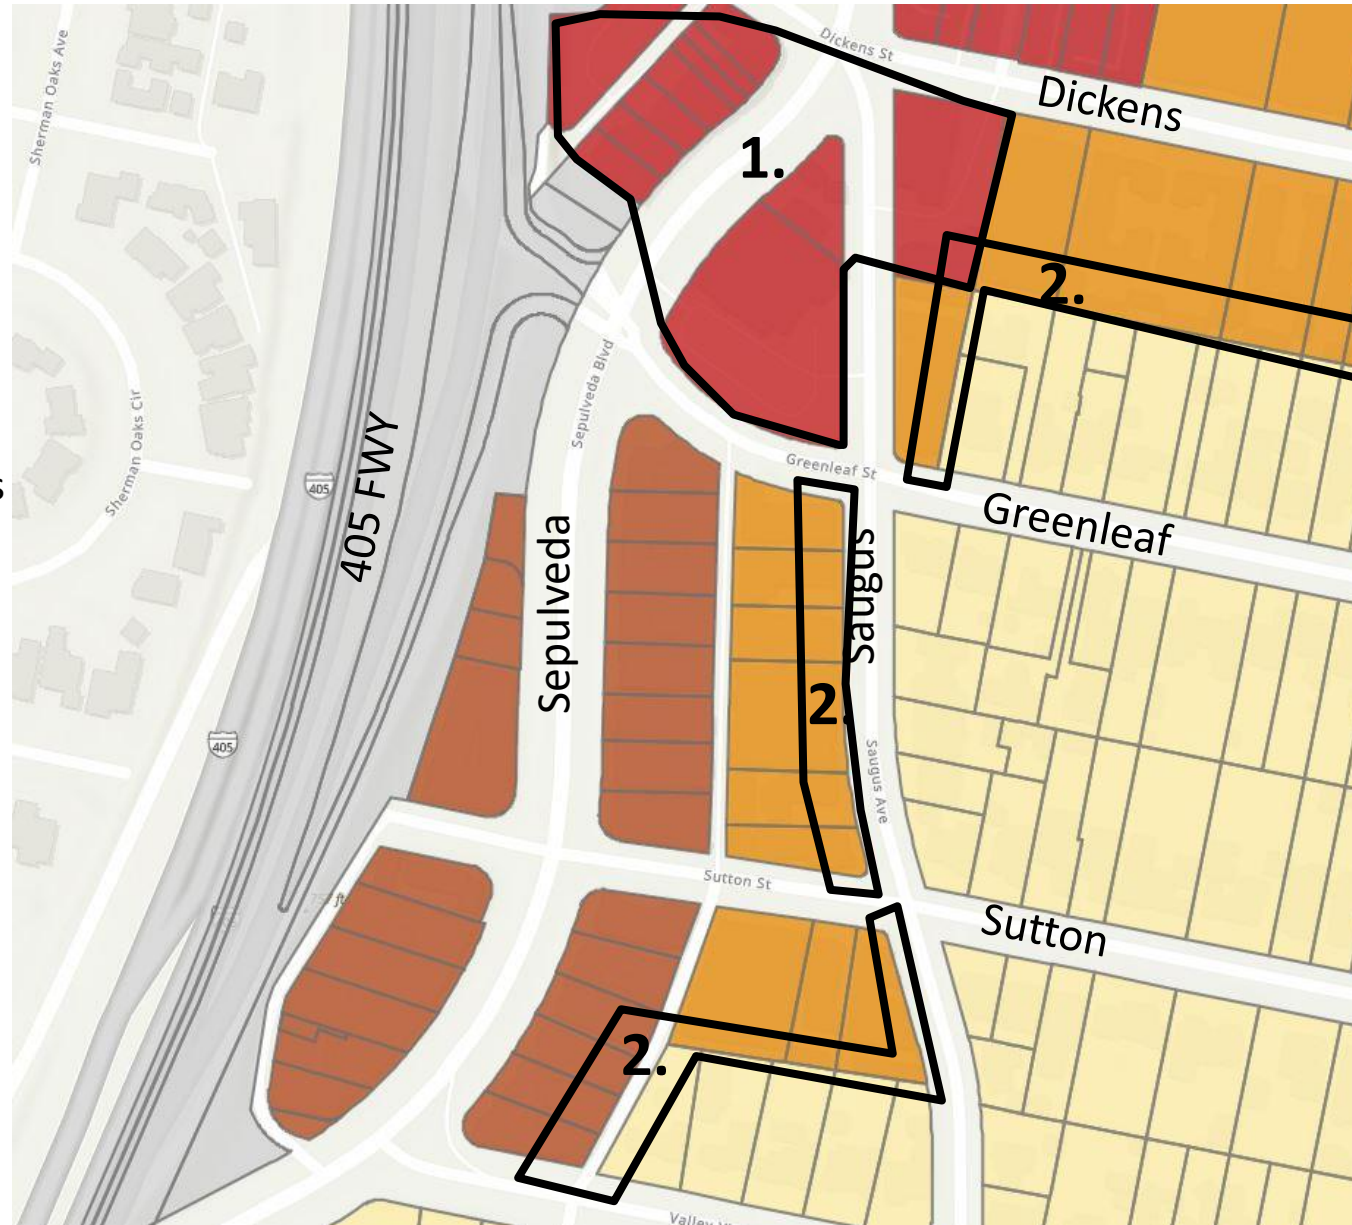 Sherman Oaks Ave
Dickens St
Dickens
1.
2.
Sepulveda Blvd
Sherman Oaks Cir
405 FWY
405
Greenleaf St
Greenleaf
Sepulveda
Saugus
2.
Saugus Ave
405
Sutton St
Sutton
2.